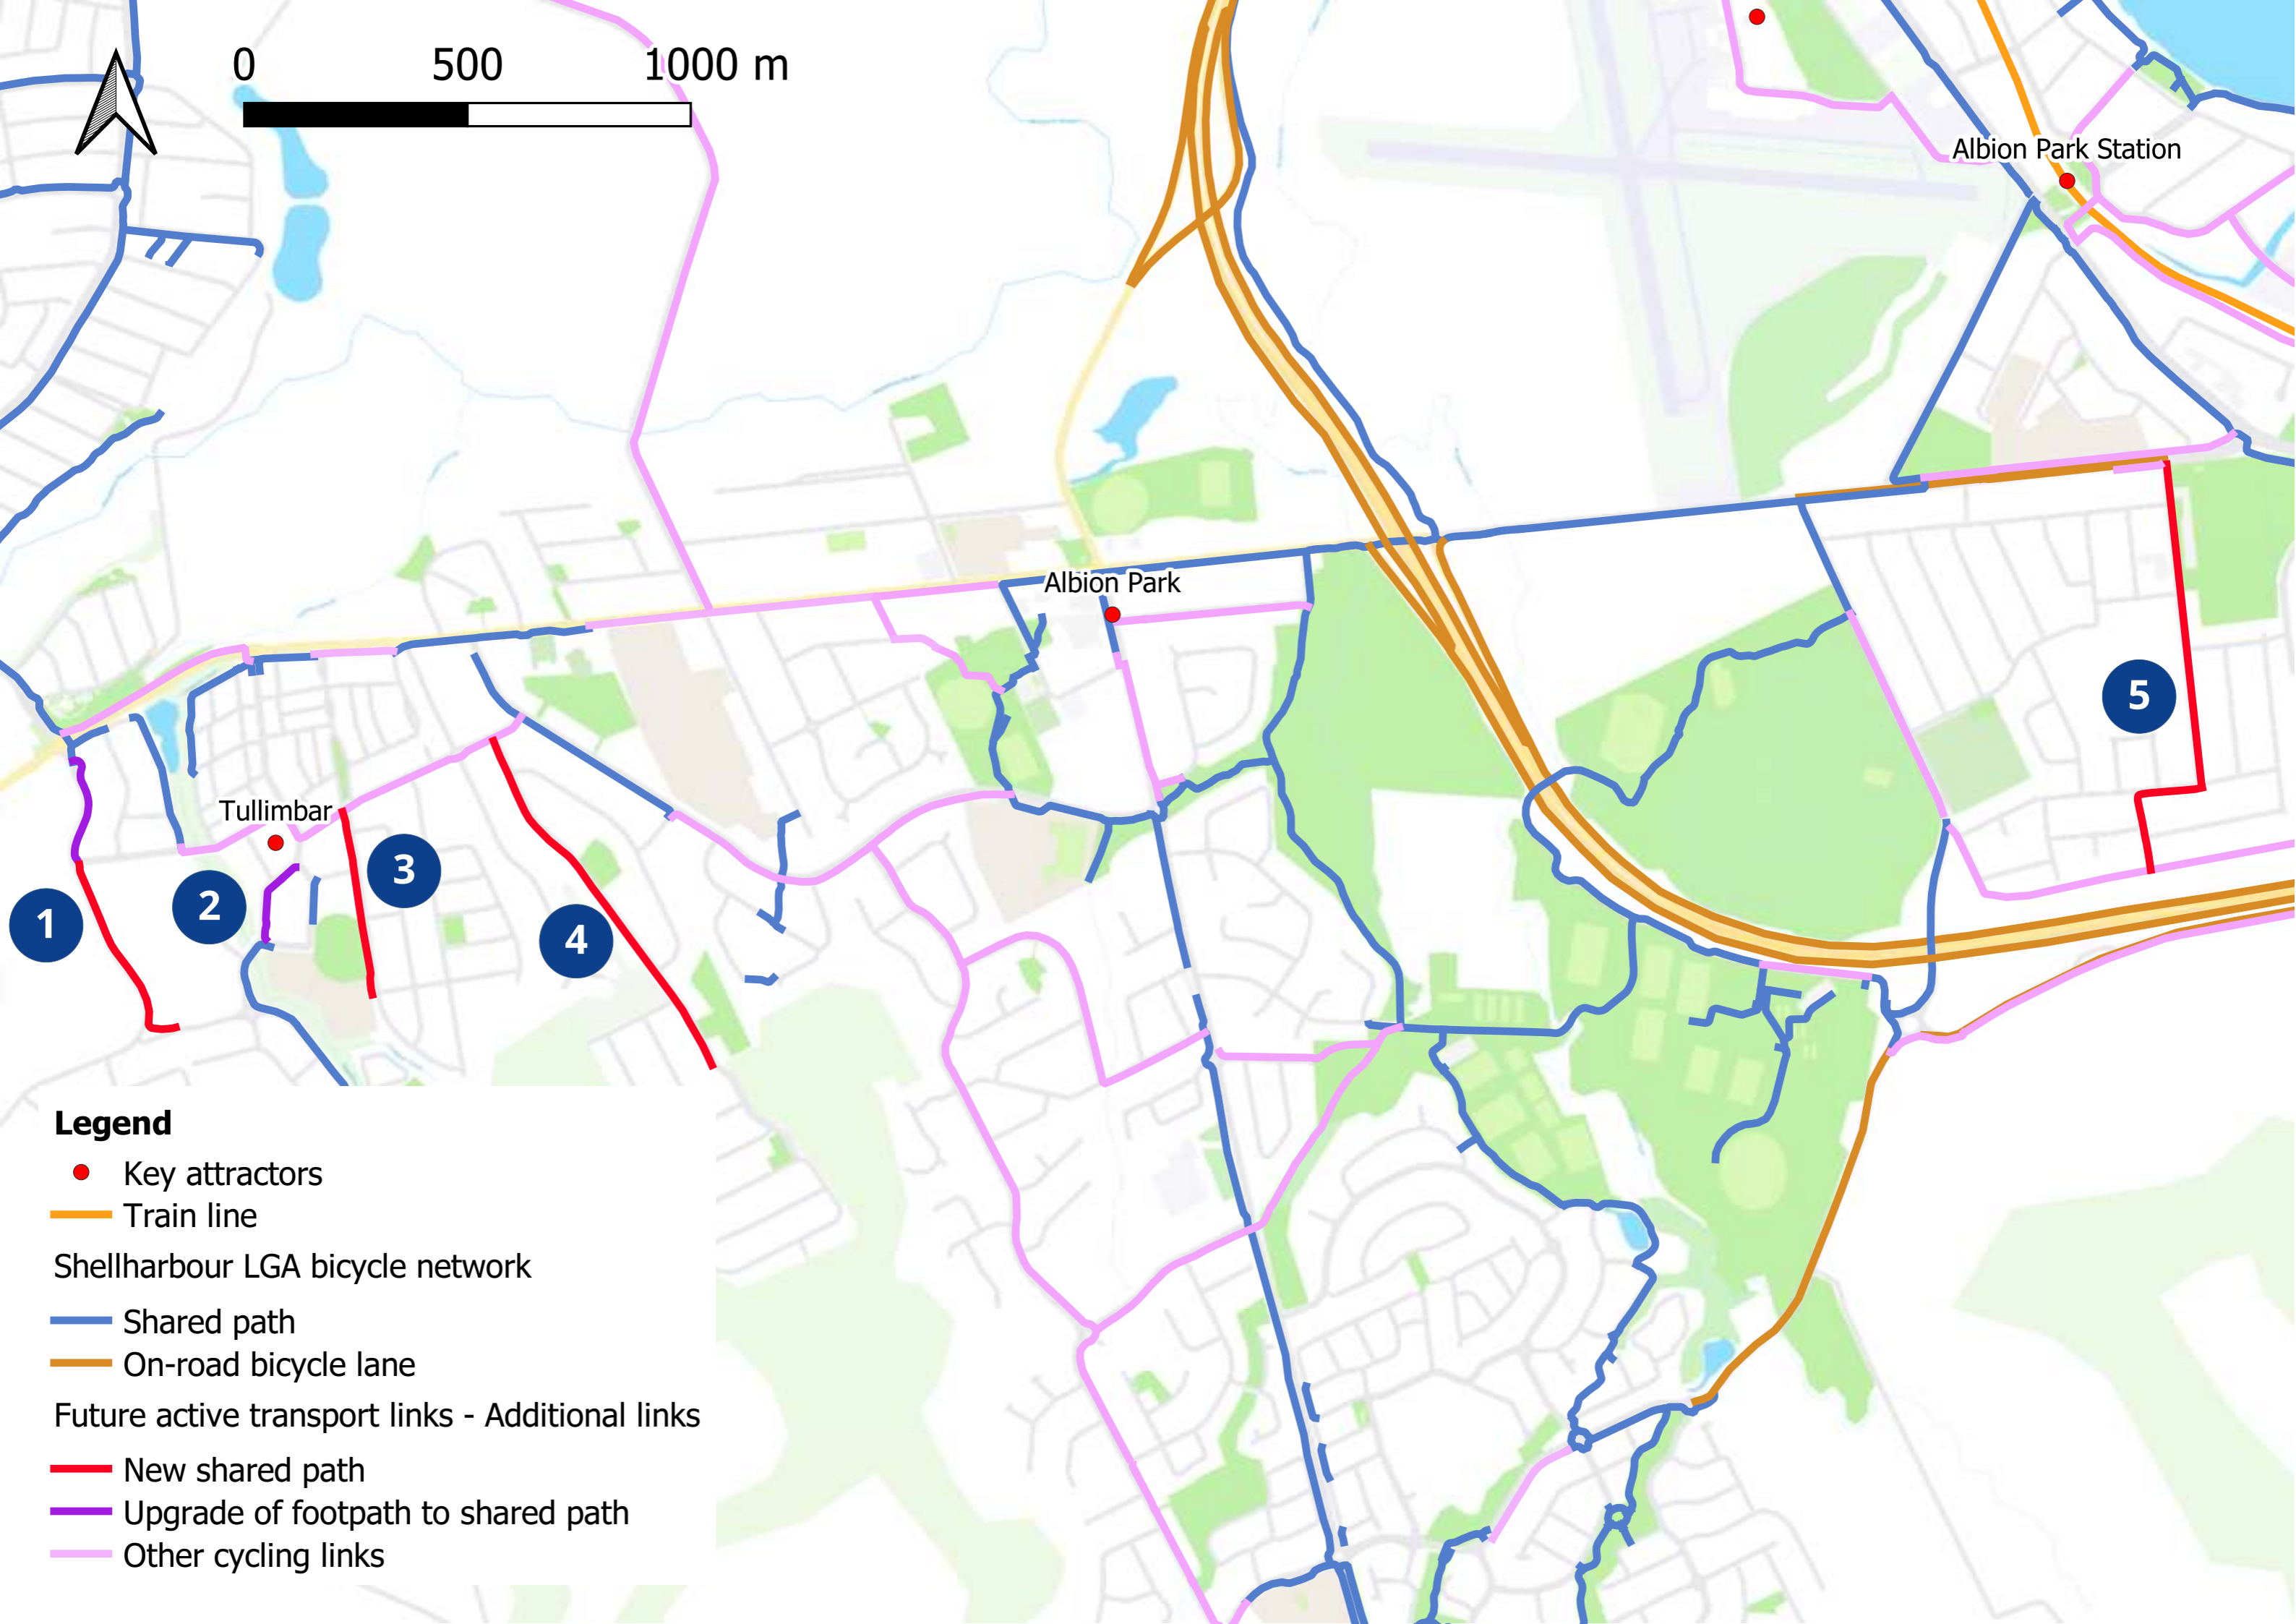 0 500 1000 m
Albion Park Station
Albion Park
5
Tullimbar
3
2
1
4
Legend
Key attractors
Train line
Shellharbour LGA bicycle network
Shared path
On-road bicycle lane
Future active transport links - Additional links
New shared path
Upgrade of footpath to shared path
Other cycling links